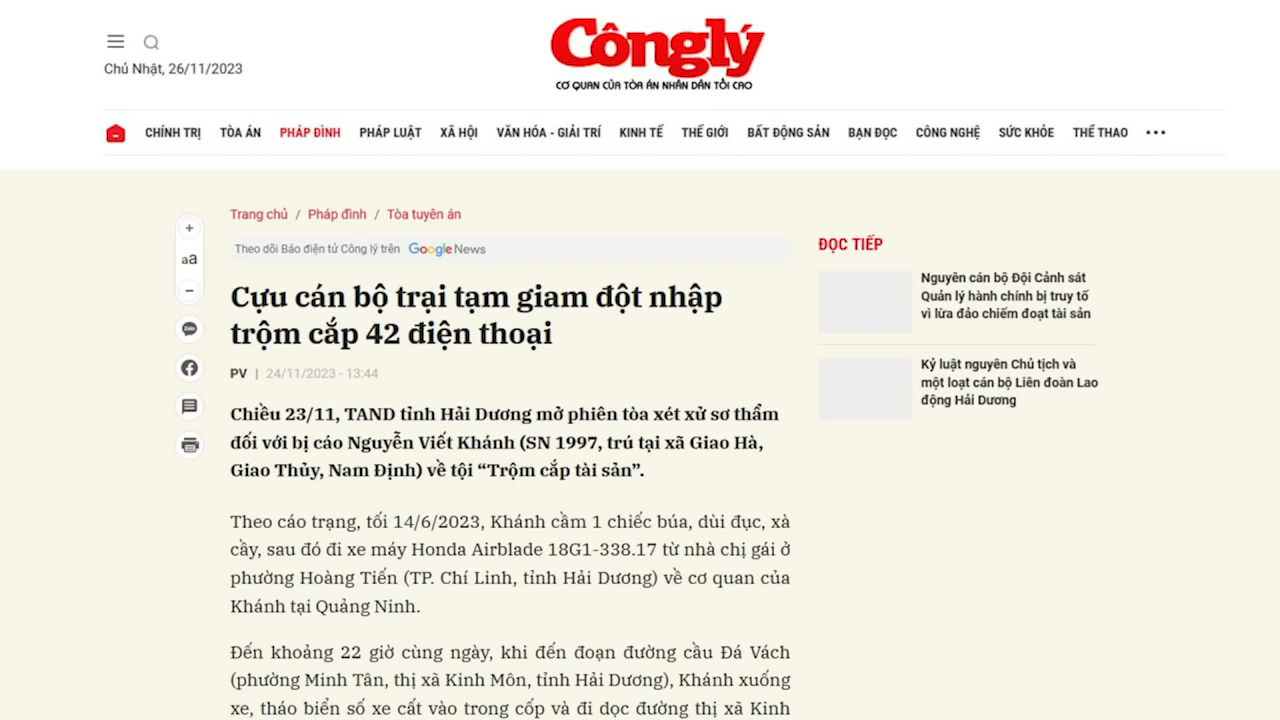 Chủ Nhật, 26/11/2023
Cônglý
CƠ QUAN CỦA TÒA ÁN NHÂN DÂN TỐI CAO
CHÍNH TRỊ TÒA ÁN PHÁP ĐÌNH PHÁP LUẬT XÃ HỘI VĂN HÓA - GIẢI TRÍ KINH TẾ THẾ GIỚI BẤT ĐỘNG SẢN BẠN ĐỌC CÔNG NGHỆ SỨC KHỎE THỂ THAO
Trang chủ / Pháp đình / Tòa tuyên án
Theo dõi Báo điện tử Công lý trên Google News
+
aA
−
Zalo
Cựu cán bộ trại tạm giam đột nhập
trộm cắp 42 điện thoại
PV | 24/11/2023 - 13:44
Chiều 23/11, TAND tỉnh Hải Dương mở phiên tòa xét xử sơ thẩm
đối với bị cáo Nguyễn Viết Khánh (SN 1997, trú tại xã Giao Hà,
Giao Thủy, Nam Định) về tội “Trộm cắp tài sản”.
Theo cáo trạng, tối 14/6/2023, Khánh cầm 1 chiếc búa, dùi đục, xà
cầy, sau đó đi xe máy Honda Airblade 18G1-338.17 từ nhà chị gái ở
phường Hoàng Tiến (TP. Chí Linh, tỉnh Hải Dương) về cơ quan của
Khánh tại Quảng Ninh.
Đến khoảng 22 giờ cùng ngày, khi đến đoạn đường cầu Đá Vách
(phường Minh Tân, thị xã Kinh Môn, tỉnh Hải Dương), Khánh xuống
xe, tháo biển số xe cất vào trong cốp và đi dọc đường thị xã Kinh
ĐỌC TIẾP
Nguyên cán bộ Đội Cảnh sát
Quản lý hành chính bị truy tố
vì lừa đảo chiếm đoạt tài sản
Kỷ luật nguyên Chủ tịch và
một loạt cán bộ Liên đoàn Lao
động Hải Dương